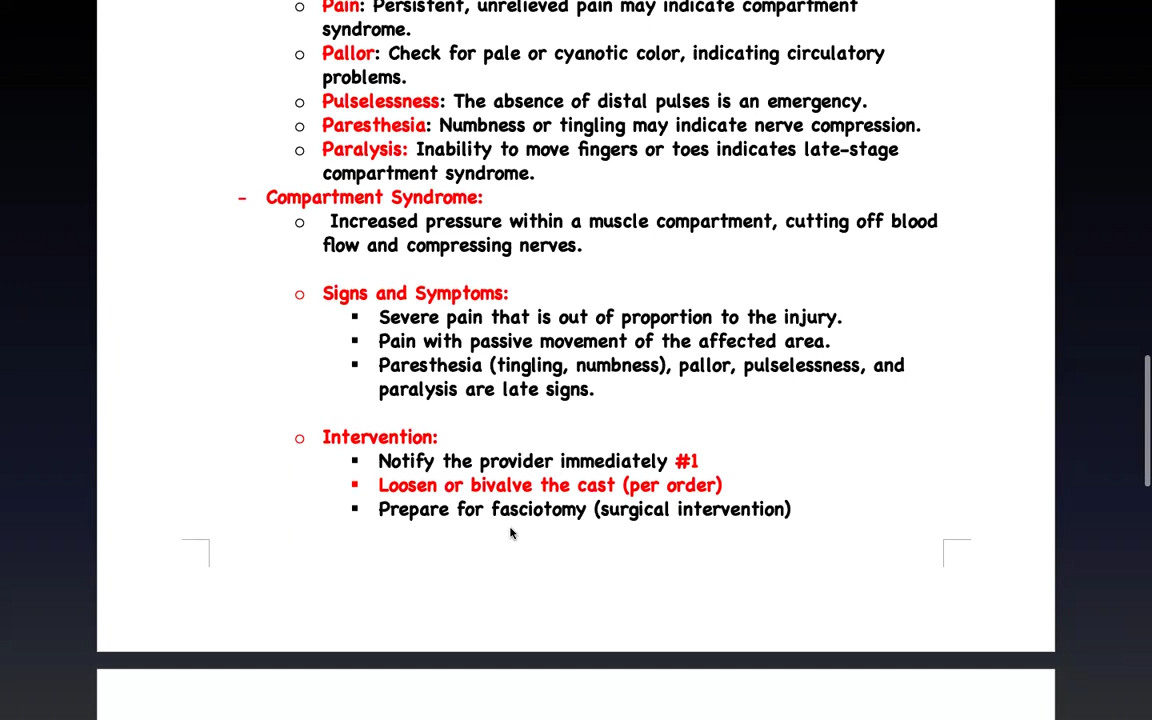 o Pain: Persistent, unrelieved pain may indicate compartment
syndrome.
o Pallor: Check for pale or cyanotic color, indicating circulatory
problems.
o Pulselessness: The absence of distal pulses is an emergency.
o Paresthesia: Numbness or tingling may indicate nerve compression.
o Paralysis: Inability to move fingers or toes indicates late-stage
compartment syndrome.
- Compartment Syndrome:
o Increased pressure within a muscle compartment, cutting off blood
flow and compressing nerves.
o Signs and Symptoms:
▪ Severe pain that is out of proportion to the injury.
▪ Pain with passive movement of the affected area.
▪ Paresthesia (tingling, numbness), pallor, pulselessness, and
paralysis are late signs.
o Intervention:
▪ Notify the provider immediately #1
▪ Loosen or bivalve the cast (per order)
▪ Prepare for fasciotomy (surgical intervention)